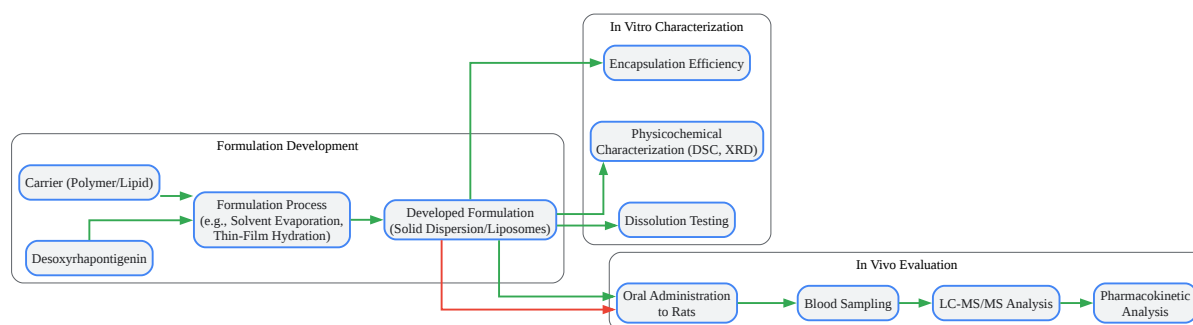 In Vitro Characterization
Encapsulation Efficiency
Physicochemical
Characterization (DSC, XRD)
Dissolution Testing
Formulation Development
Carrier (Polymer/Lipid)
Desoxyrhapontigenin
Formulation Process
(e.g., Solvent Evaporation,
Thin-Film Hydration)
Developed Formulation
(Solid Dispersion/Liposomes)
In Vivo Evaluation
Oral Administration
to Rats
Blood Sampling
LC-MS/MS Analysis
Pharmacokinetic
Analysis